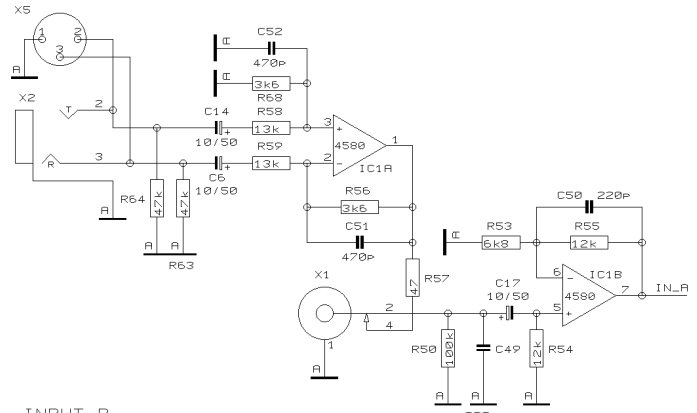 X5
1
2
3
A
X2
T
2
R
3
A
A
C52
470p
A
3k6
R68
C14
10/50
+
R58
13k
R59
13k
C6
10/50
+
R64
47k
47k
A
A
R63
3
+
2
-
4580
1
IC1A
R56
3k6
C51
470p
R57
47
X1
2
4
1
A
R50
100k
A
C49
A
C17
10/50
+
R54
12k
A
A
R53
6k8
C50
220p
R55
12k
6
-
5
+
4580
7
IC1B
IN_A
INPUT B